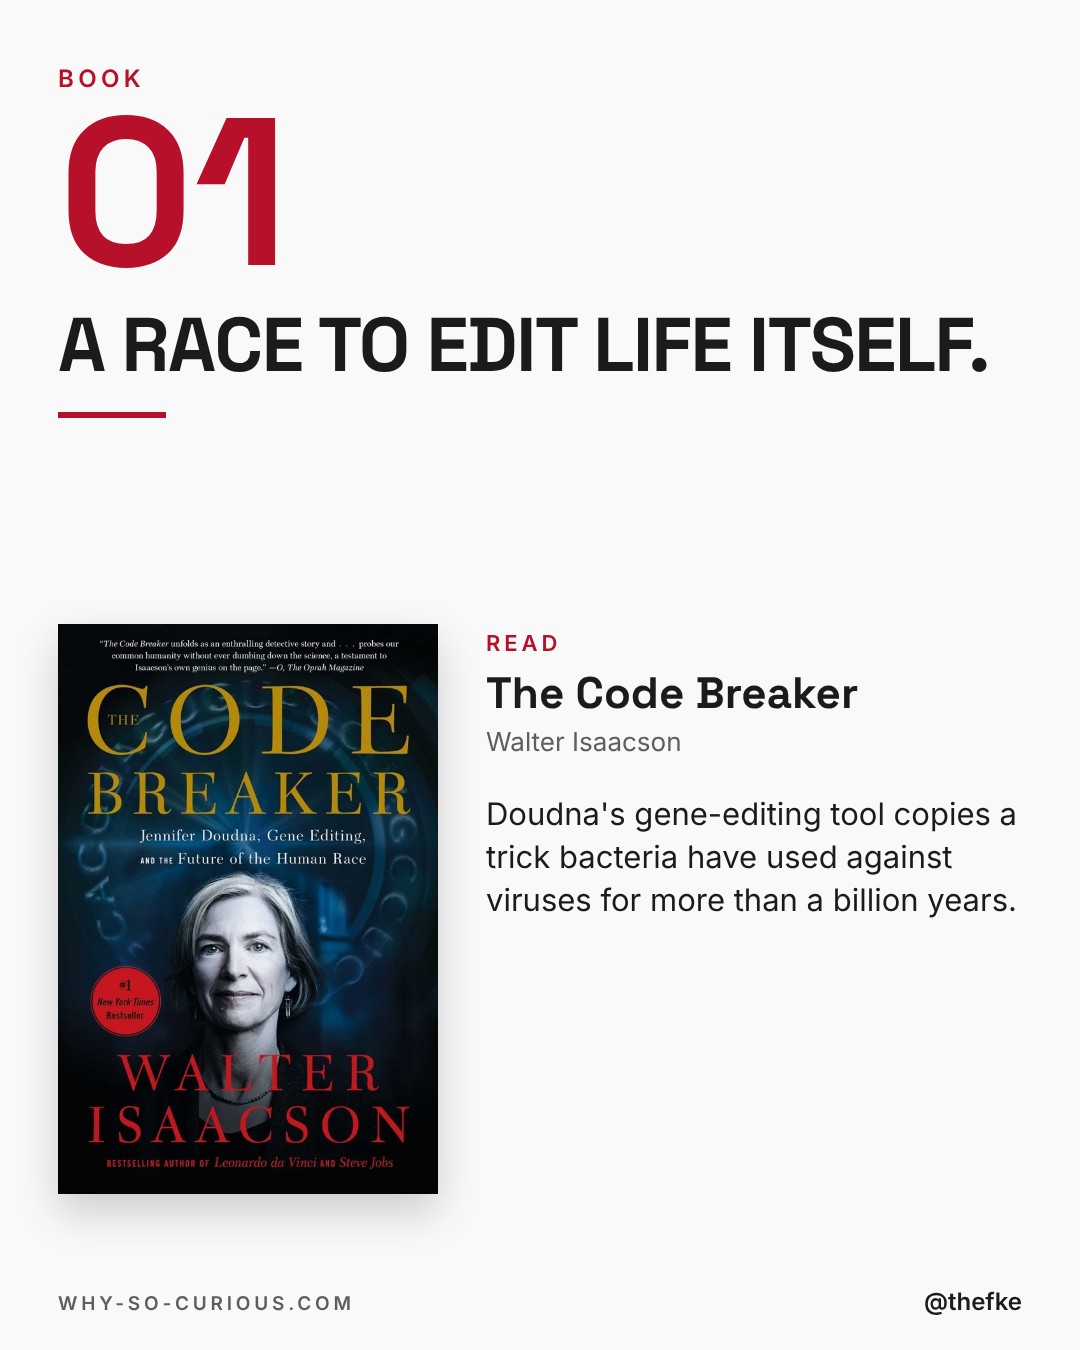 BOOK
01
A RACE TO EDIT LIFE ITSELF.
"The Code Breaker unfolds as an enthralling detective story and . . . probes our
common humanity without ever dumbing down the science, a testament to
Isaacson's own genius on the page." —O, The Oprah Magazine
THE CODE
BREAKER
Jennifer Doudna, Gene Editing,
AND THE Future of the Human Race
#1
New York Times
Bestseller
WALTER
ISAACSON
BESTSELLING AUTHOR OF Leonardo da Vinci AND Steve Jobs
READ
The Code Breaker
Walter Isaacson
Doudna's gene-editing tool copies a
trick bacteria have used against
viruses for more than a billion years.
WHY-SO-CURIOUS.COM
@thefke